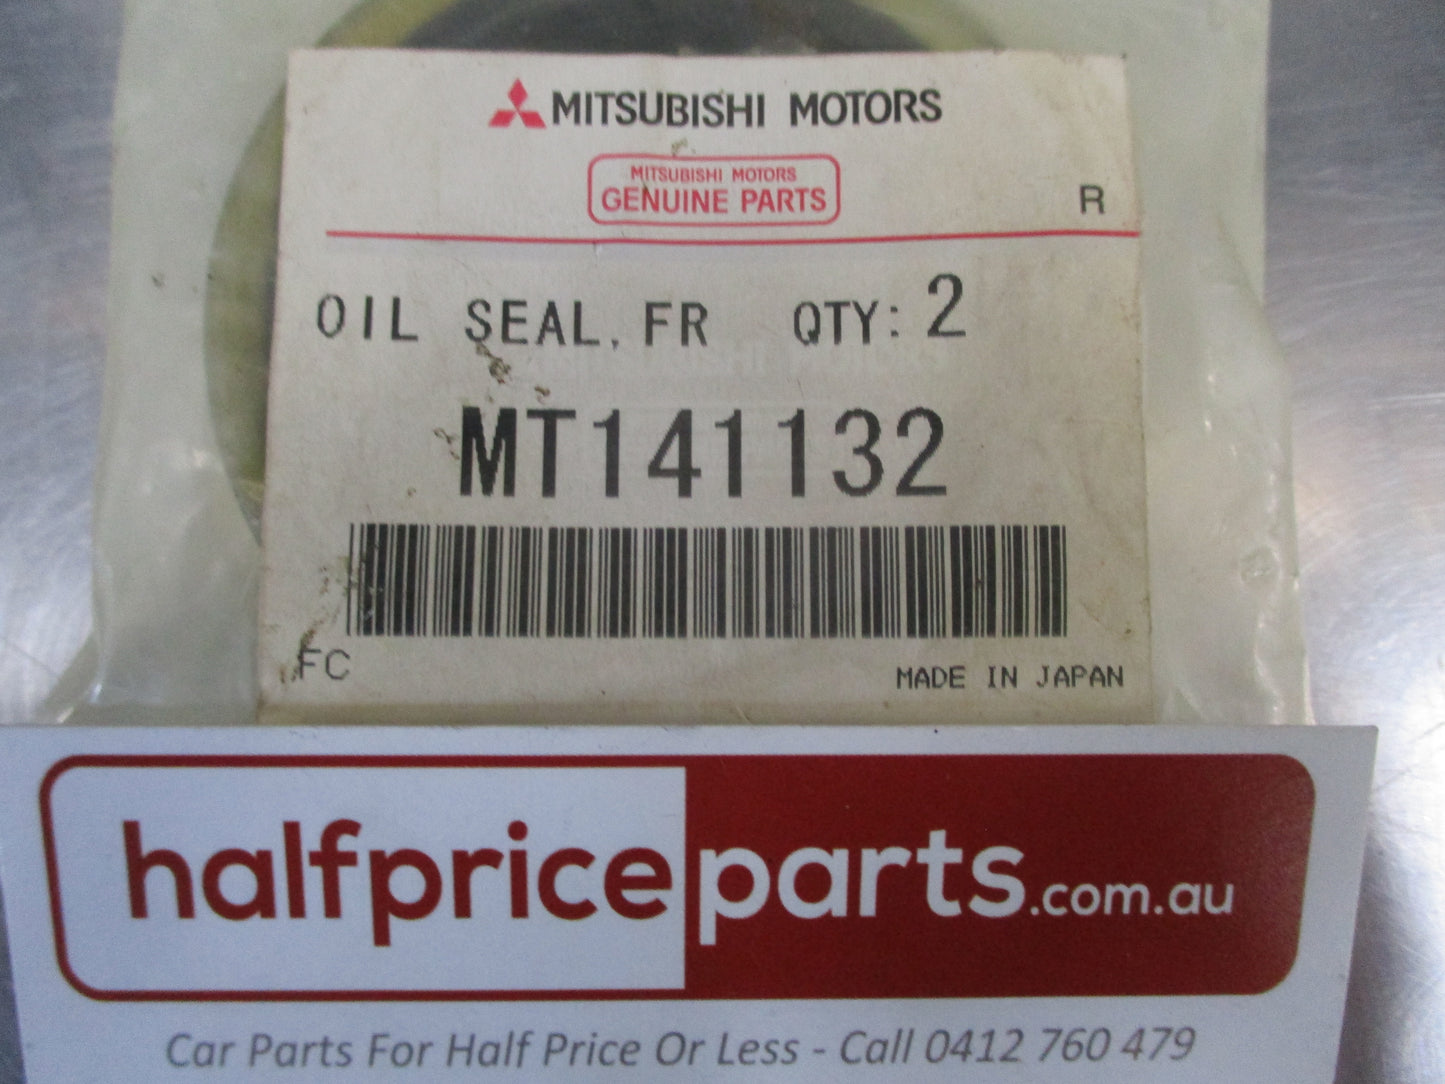 MITSUBISHI MOTORS
MITSUBISHI MOTORS
GENUINE PARTS
R
OIL SEAL, FR QTY: 2
MT141132
FC
MADE IN JAPAN
halfpriceparts.com.au
Car Parts For Half Price Or Less - Call 0412 760 479